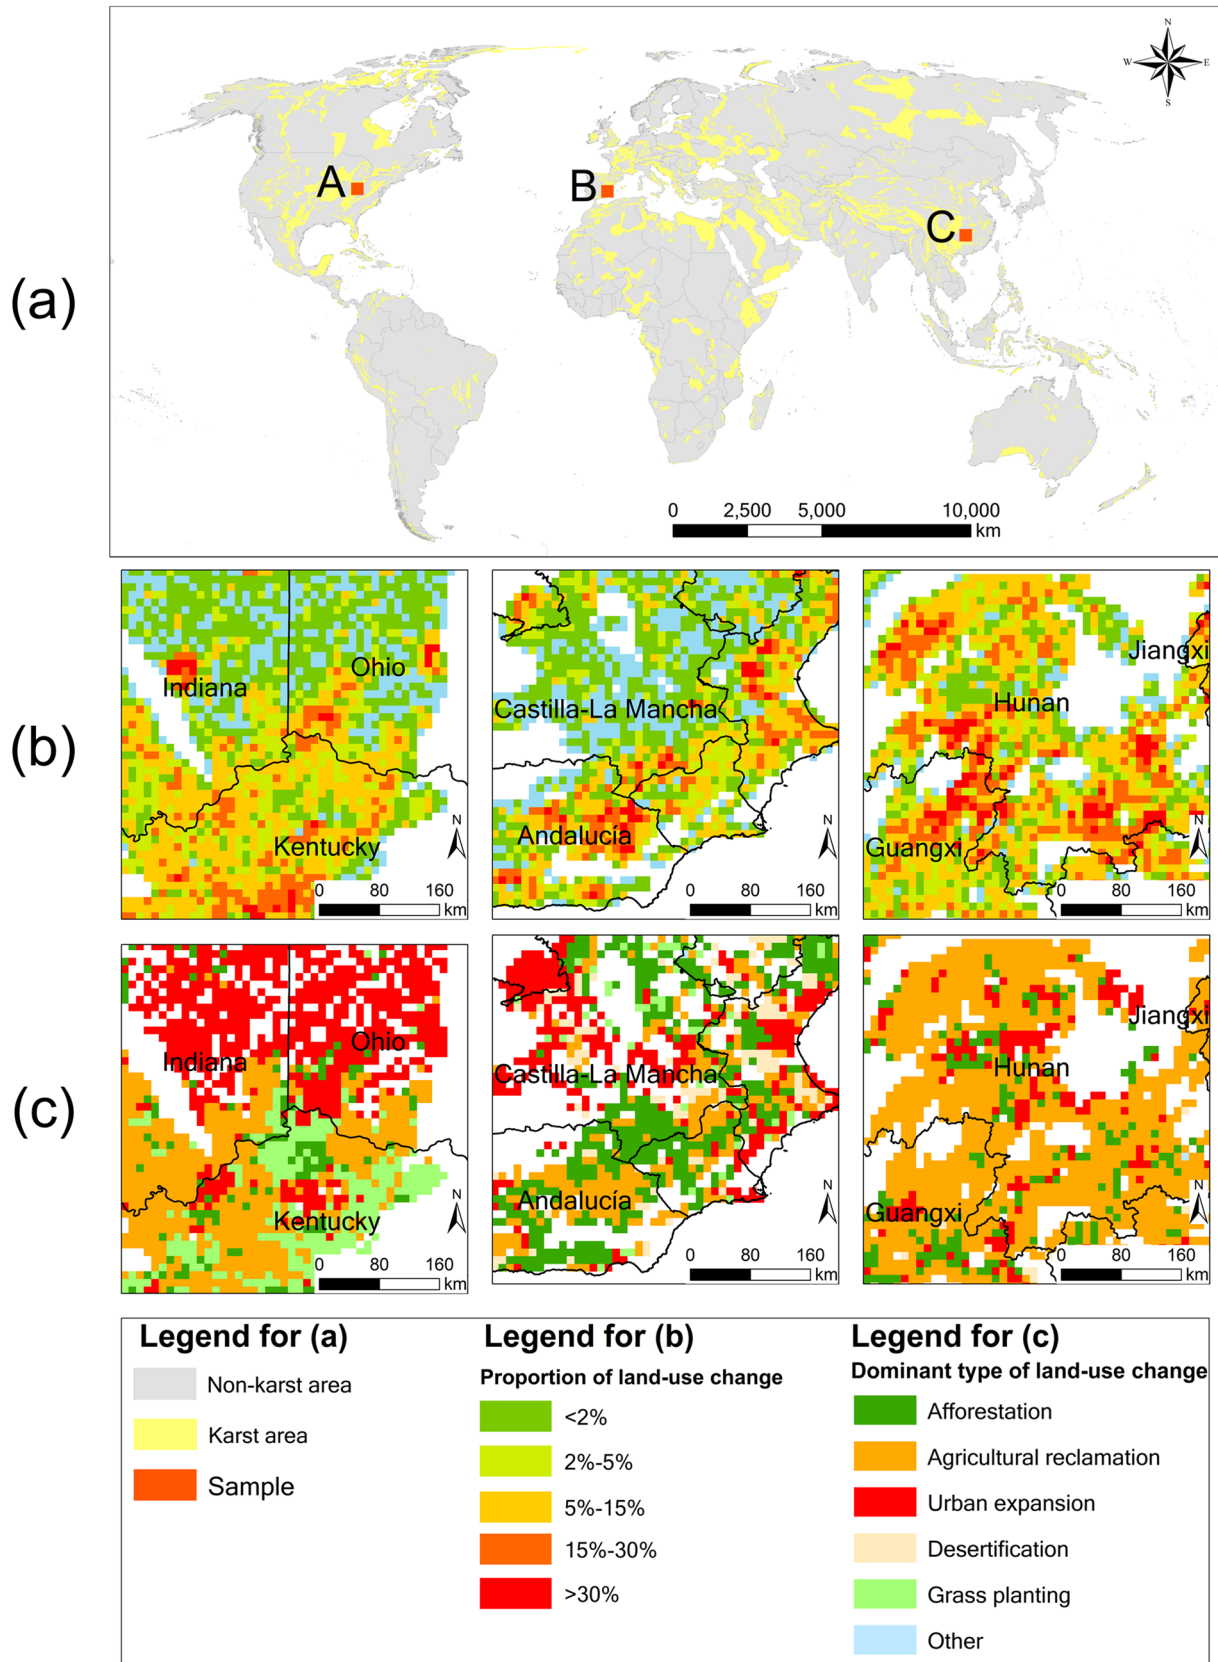 (a)
N
W E
S
A
B
C
0 2,500 5,000 10,000
km
(b)
Indiana
Ohio
Kentucky
N
0 80 160
km
Castilla-La Mancha
Andalucía
N
0 80 160
km
Jiangxi
Hunan
Guangxi
N
0 80 160
km
(c)
Indiana
Ohio
Kentucky
N
0 80 160
km
Castilla-La Mancha
Andalucía
N
0 80 160
km
Jiangxi
Hunan
Guangxi
N
0 80 160
km
Legend for (a)
Non-karst area
Karst area
Sample
Legend for (b)
Proportion of land-use change
<2%
2%-5%
5%-15%
15%-30%
>30%
Legend for (c)
Dominant type of land-use change
Afforestation
Agricultural reclamation
Urban expansion
Desertification
Grass planting
Other